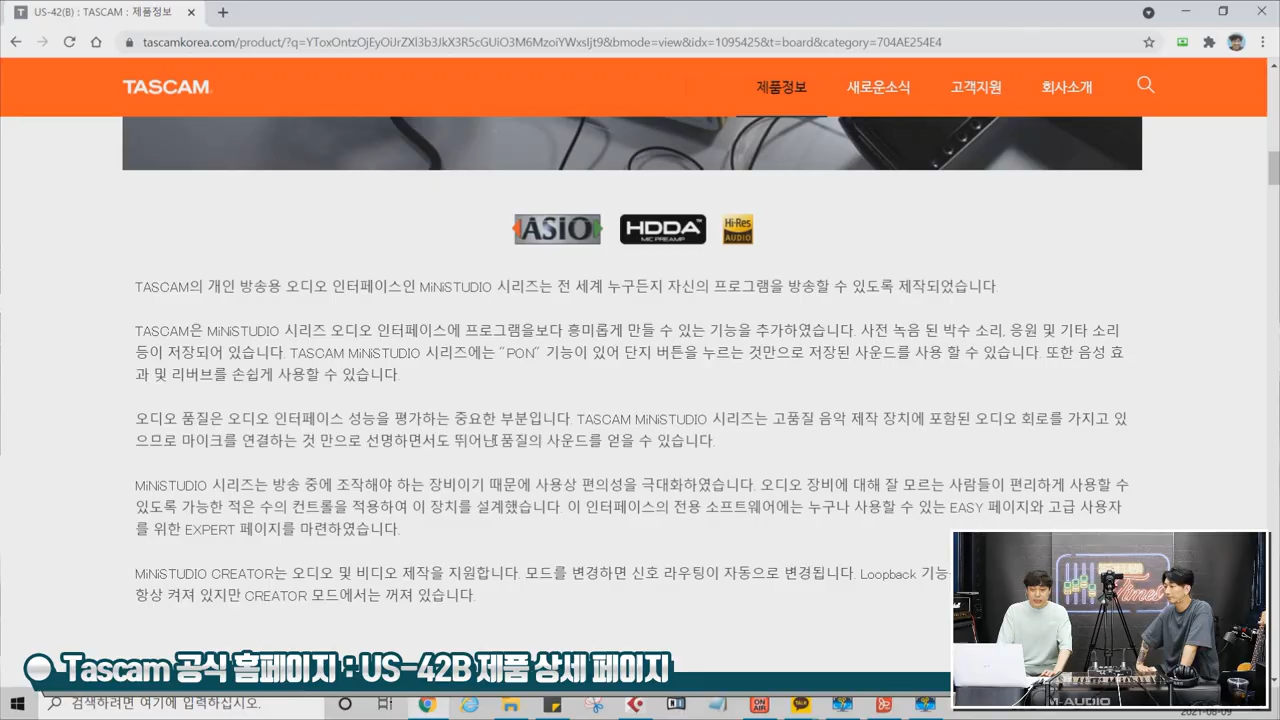 US-42(B) : TASCAM : 제품정보
tascamkorea.com/product/?q=YToxOntzOjEyOiJrZXl3b3JkX3R5cGUiO3M6MzoiYWxsIjt9&bmode=view&idx=1095425&t=board&category=704AE254E4
TASCAM 제품정보 새로운소식 고객지원 회사소개
ASIO HDDA™ MIC PREAMP Hi-Res AUDIO
TASCAM의 개인 방송용 오디오 인터페이스인 MiNiSTUDIO 시리즈는 전 세계 누구든지 자신의 프로그램을 방송할 수 있도록 제작되었습니다.
TASCAM은 MiNiSTUDIO 시리즈 오디오 인터페이스에 프로그램을보다 흥미롭게 만들 수 있는 기능을 추가하였습니다. 사전 녹음 된 박수 소리, 응원 및 기타 소리
등이 저장되어 있습니다. TASCAM MiNiSTUDIO 시리즈에는 "PON" 기능이 있어 단지 버튼을 누르는 것만으로 저장된 사운드를 사용 할 수 있습니다. 또한 음성 효
과 및 리버브를 손쉽게 사용할 수 있습니다.
오디오 품질은 오디오 인터페이스 성능을 평가하는 중요한 부분입니다. TASCAM MiNiSTUDIO 시리즈는 고품질 음악 제작 장치에 포함된 오디오 회로를 가지고 있
으므로 마이크를 연결하는 것 만으로 선명하면서도 뛰어난 품질의 사운드를 얻을 수 있습니다.
MiNiSTUDIO 시리즈는 방송 중에 조작해야 하는 장비이기 때문에 사용상 편의성을 극대화하였습니다. 오디오 장비에 대해 잘 모르는 사람들이 편리하게 사용할 수
있도록 가능한 적은 수의 컨트롤을 적용하여 이 장치를 설계했습니다. 이 인터페이스의 전용 소프트웨어에는 누구나 사용할 수 있는 EASY 페이지와 고급 사용자
를 위한 EXPERT 페이지를 마련하였습니다.
MiNiSTUDIO CREATOR는 오디오 및 비디오 제작을 지원합니다. 모드를 변경하면 신호 라우팅이 자동으로 변경됩니다. Loopback 기능
항상 켜져 있지만 CREATOR 모드에서는 꺼져 있습니다.
Tascam 공식 홈페이지 : US-42B 제품 상세 페이지
검색하려면 여기에 입력하십시오.
ON AIR
M-AUDIO
2021-08-09